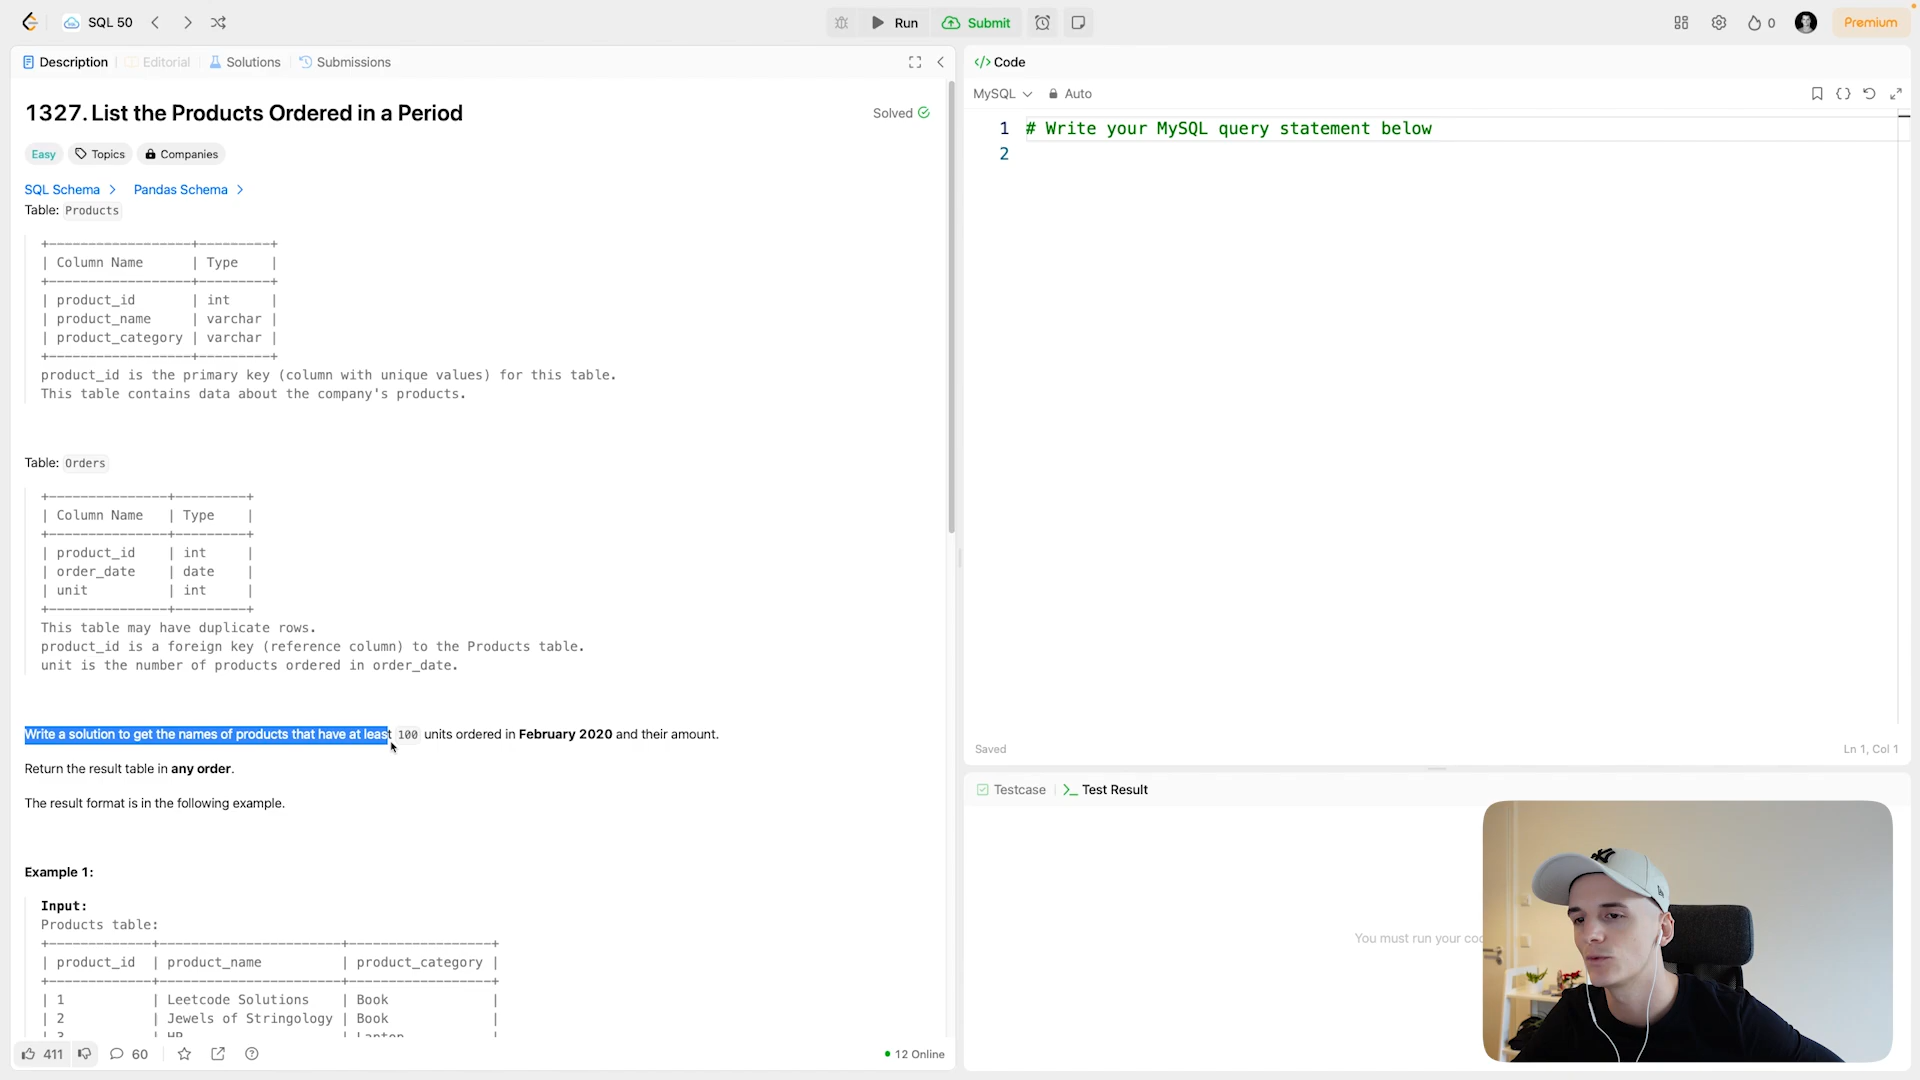 SQL 50
Run
Submit
0
Premium
Description
Editorial
Solutions
Submissions
</> Code
1327. List the Products Ordered in a Period
Solved
Easy
Topics
Companies
SQL Schema
Pandas Schema
Table: Products
+------------------+---------+
| Column Name      | Type    |
+------------------+---------+
| product_id       | int     |
| product_name     | varchar |
| product_category | varchar |
+------------------+---------+
product_id is the primary key (column with unique values) for this table.
This table contains data about the company's products.
Table: Orders
+---------------+---------+
| Column Name   | Type    |
+---------------+---------+
| product_id    | int     |
| order_date    | date    |
| unit          | int     |
+---------------+---------+
This table may have duplicate rows.
product_id is a foreign key (reference column) to the Products table.
unit is the number of products ordered in order_date.
Write a solution to get the names of products that have at least 100 units ordered in February 2020 and their amount.
Return the result table in any order.
The result format is in the following example.
Example 1:
Input:
Products table:
+-------------+-----------------------+------------------+
| product_id  | product_name          | product_category |
+-------------+-----------------------+------------------+
| 1           | Leetcode Solutions    | Book             |
| 2           | Jewels of Stringology | Book             |
| 3           | HP                    | Laptop           |
411
60
12 Online
MySQL
Auto
1 # Write your MySQL query statement below
2
Saved
Ln 1, Col 1
Testcase
>_ Test Result
You must run your